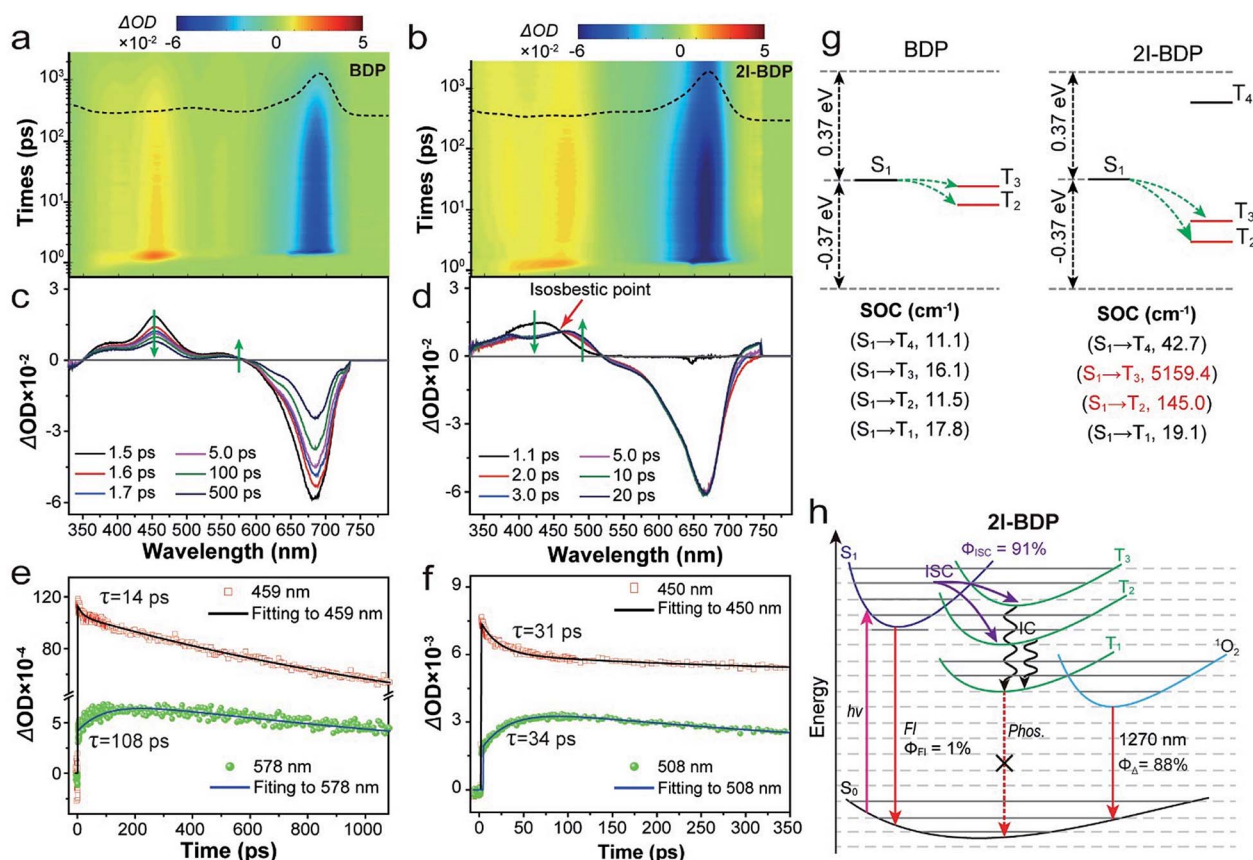 a
ΔOD
×10⁻²
-6
0
5
BDP
10³
10²
10¹
10⁰
Times (ps)
b
ΔOD
×10⁻²
-6
0
5
2I-BDP
10³
10²
10¹
10⁰
Times (ps)
c
ΔOD×10⁻²
3
0
-3
-6
1.5 ps
1.6 ps
1.7 ps
5.0 ps
100 ps
500 ps
350 400 450 500 550 600 650 700 750
Wavelength (nm)
d
ΔOD×10⁻²
3
0
-3
-6
Isosbestic point
1.1 ps
2.0 ps
3.0 ps
5.0 ps
10 ps
20 ps
350 400 450 500 550 600 650 700 750
Wavelength (nm)
e
ΔOD×10⁻⁴
120
80
5
0
τ=14 ps
459 nm
Fitting to 459 nm
τ=108 ps
578 nm
Fiting to 578 nm
0 200 400 600 800 1000
Time (ps)
f
ΔOD×10⁻³
9
6
3
0
450 nm
Fitting to 450 nm
τ=31 ps
τ=34 ps
508 nm
Fitting to 508 nm
0 50 100 150 200 250 300 350
Time (ps)
g
BDP
0.37 eV
-0.37 eV
S₁
T₃
T₂
SOC (cm⁻¹)
(S₁→T₄, 11.1)
(S₁→T₃, 16.1)
(S₁→T₂, 11.5)
(S₁→T₁, 17.8)
2I-BDP
0.37 eV
-0.37 eV
S₁
T₄
T₃
T₂
SOC (cm⁻¹)
(S₁→T₄, 42.7)
(S₁→T₃, 5159.4)
(S₁→T₂, 145.0)
(S₁→T₁, 19.1)
h
2I-BDP
Energy
S₁
Φ_ISC = 91%
ISC
T₃
T₂
IC
T₁
¹O₂
hν
Fl
Φ_Fl = 1%
Phos.
1270 nm
Φ_Δ= 88%
S₀